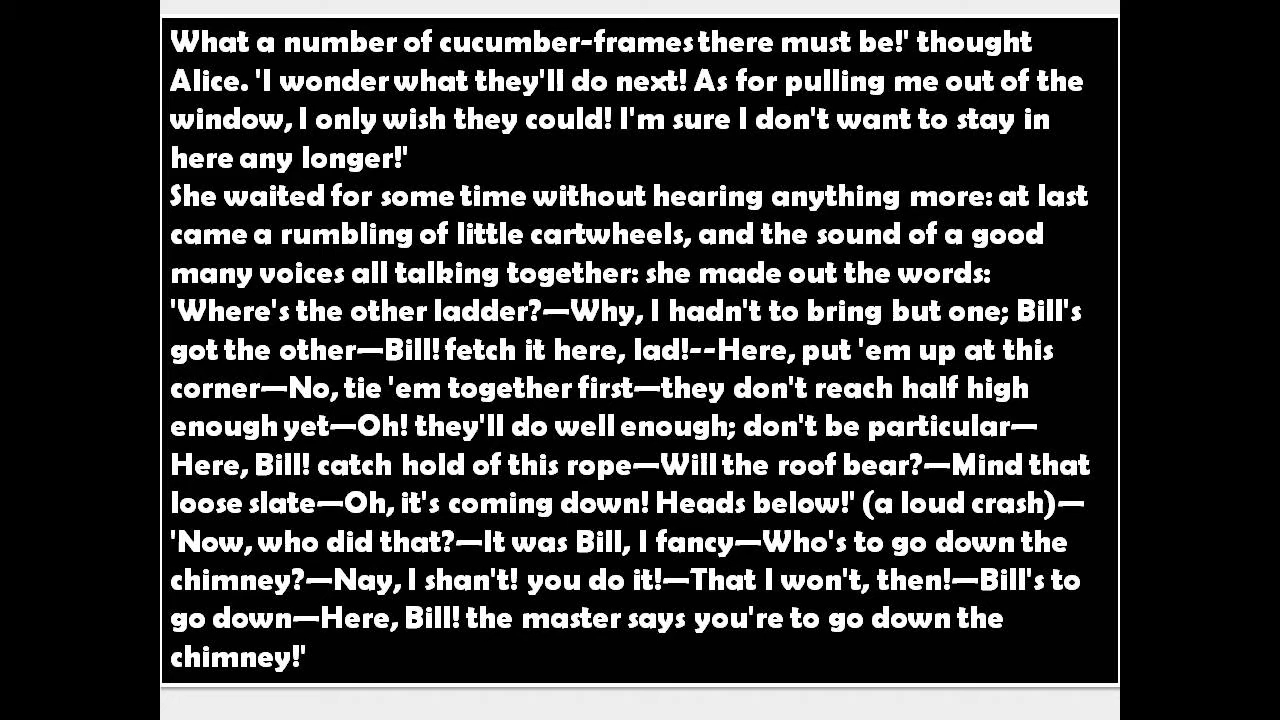 What a number of cucumber-frames there must be!' thought
Alice. 'I wonder what they'll do next! As for pulling me out of the
window, I only wish they could! I'm sure I don't want to stay in
here any longer!'
She waited for some time without hearing anything more: at last
came a rumbling of little cartwheels, and the sound of a good
many voices all talking together: she made out the words:
'Where's the other ladder?—Why, I hadn't to bring but one; Bill's
got the other—Bill! fetch it here, lad!--Here, put 'em up at this
corner—No, tie 'em together first—they don't reach half high
enough yet—Oh! they'll do well enough; don't be particular—
Here, Bill! catch hold of this rope—Will the roof bear?—Mind that
loose slate—Oh, it's coming down! Heads below!' (a loud crash)—
'Now, who did that?—It was Bill, I fancy—Who's to go down the
chimney?—Nay, I shan't! you do it!—That I won't, then!—Bill's to
go down—Here, Bill! the master says you're to go down the
chimney!'